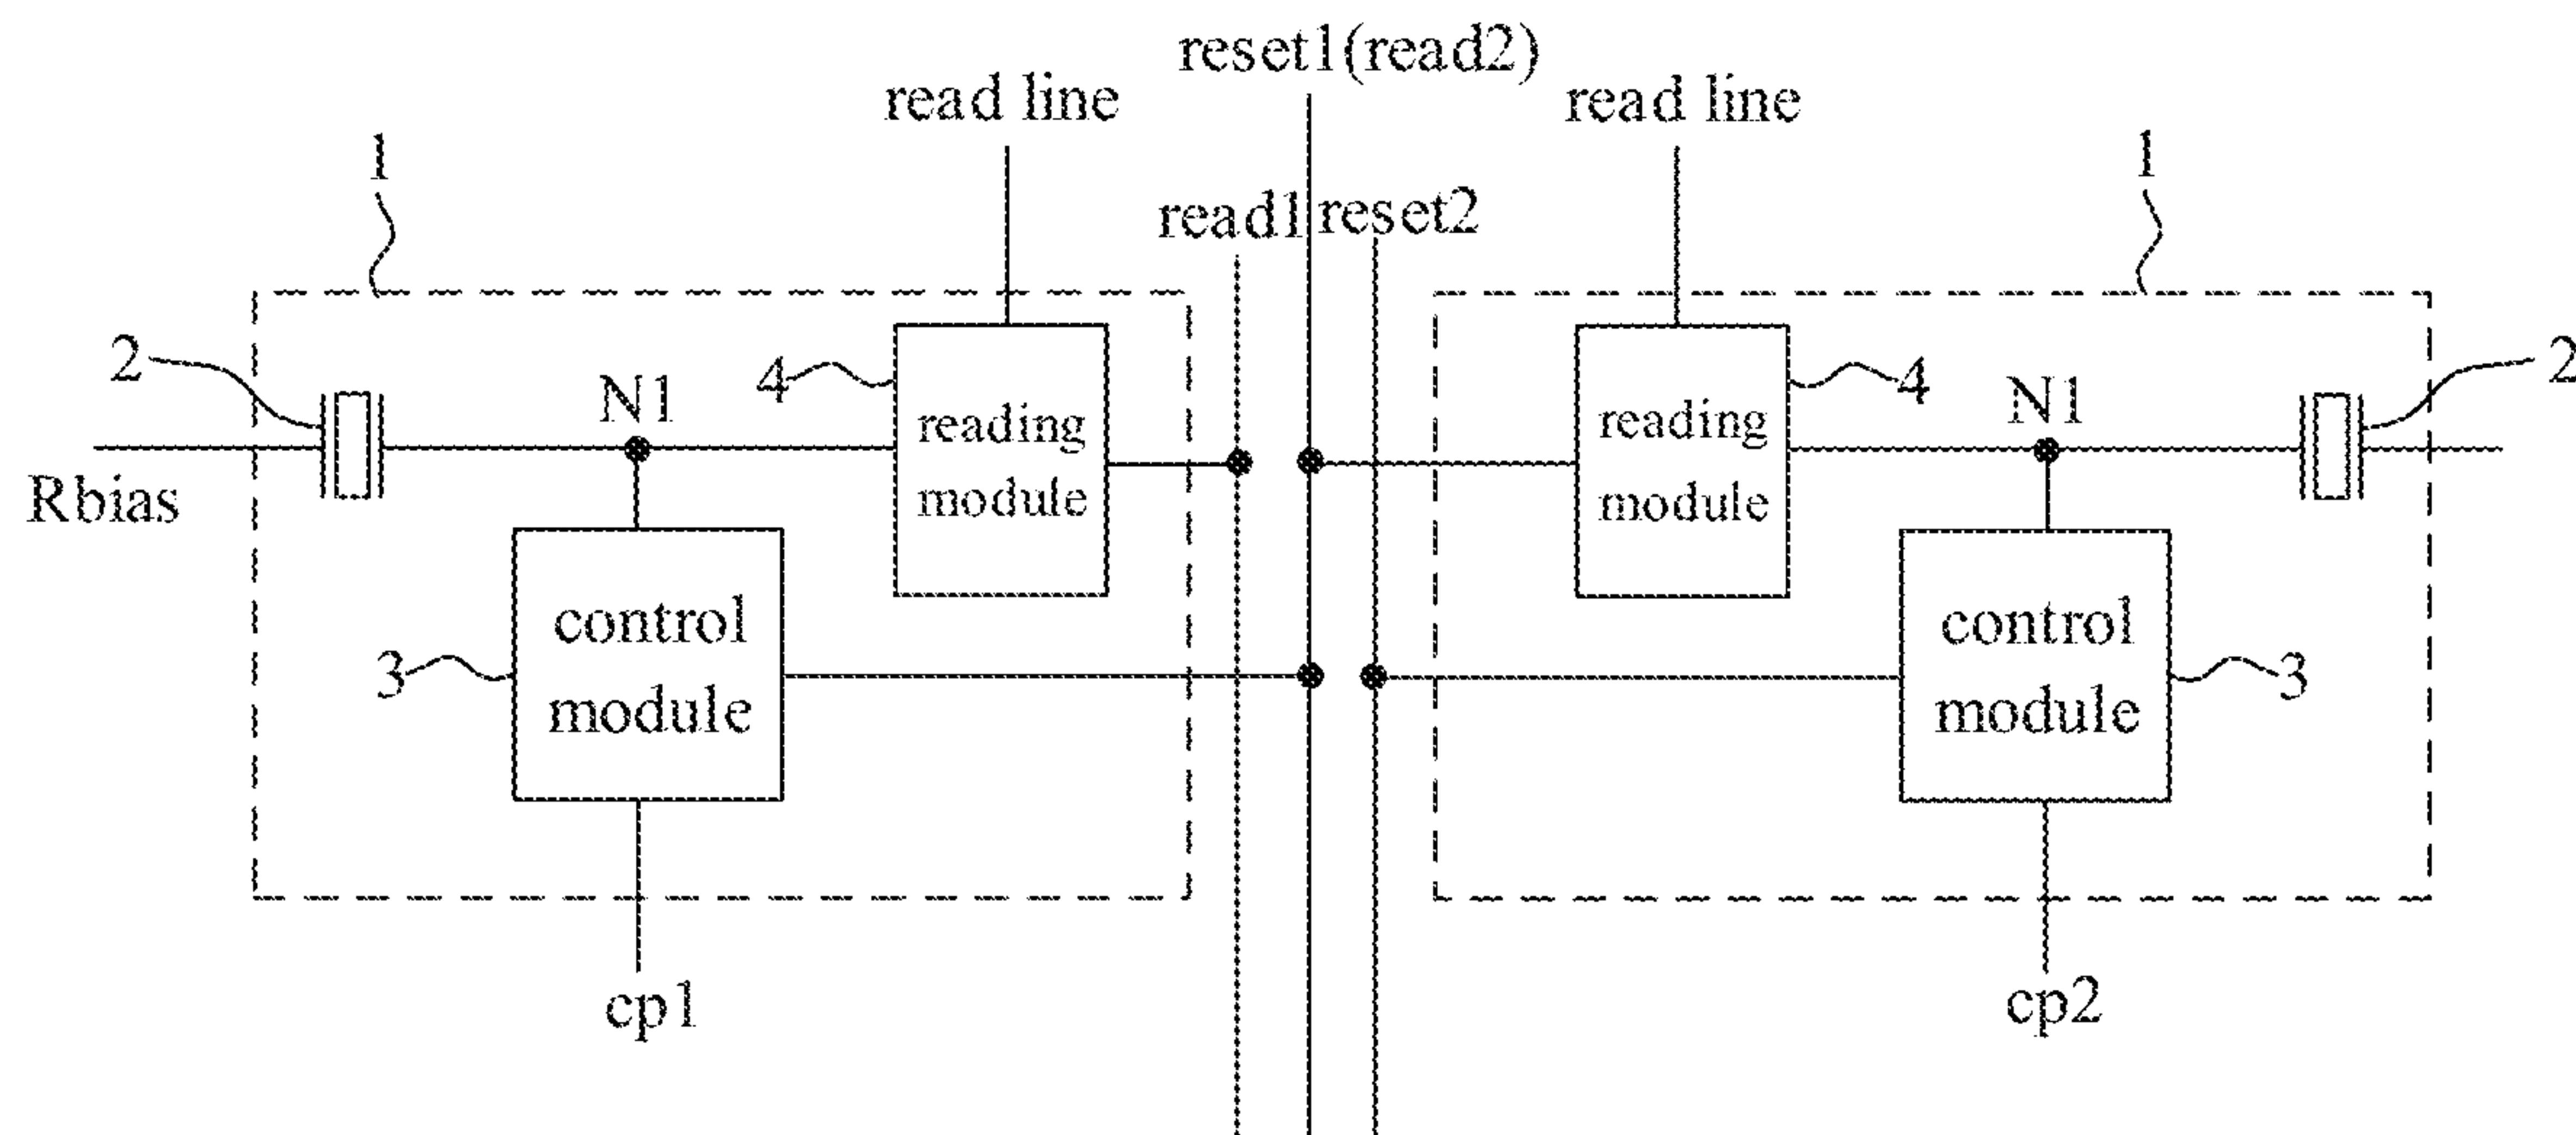 reset1(read2)
read line
read line
1
1
read1
reset2
2
N1
4
reading
module
reading
module
4
N1
2
Rbias
3
control
module
control
module
3
cp1
cp2